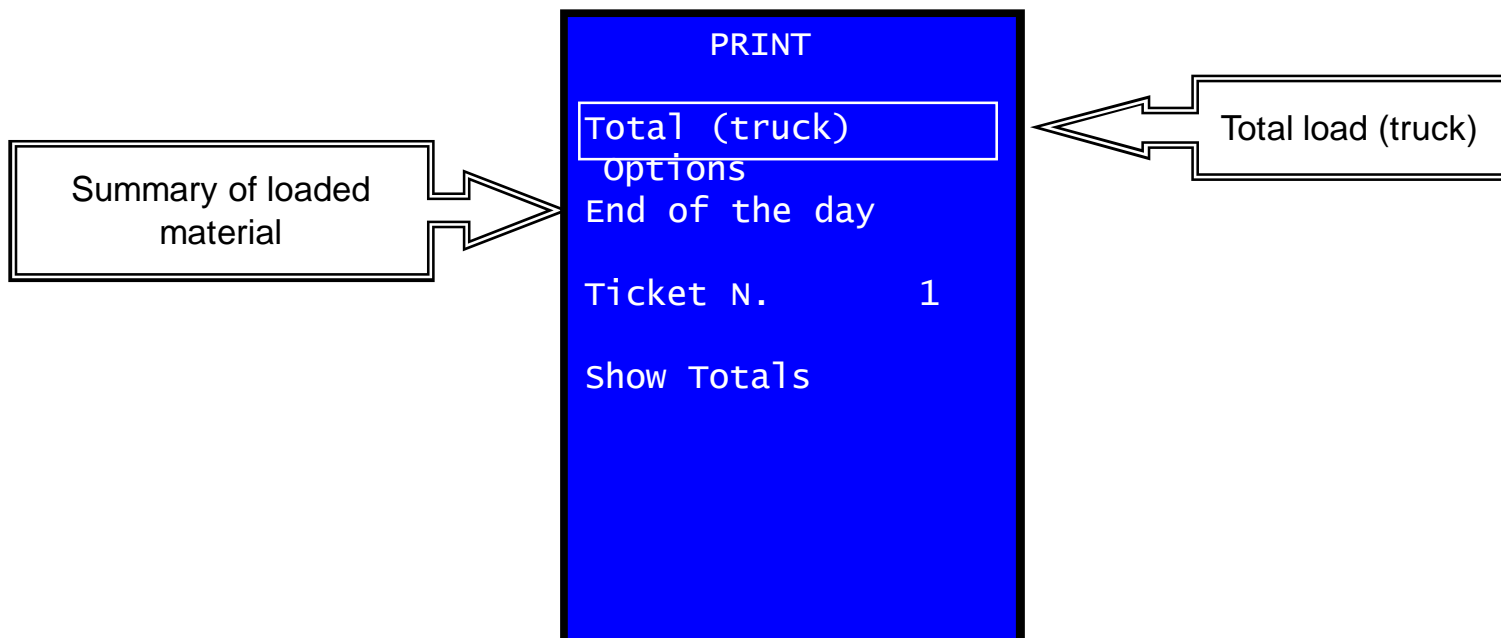 PRINT
Total (truck)
Options
End of the day
Ticket N. 1
Show Totals
Summary of loaded
material
Total load (truck)